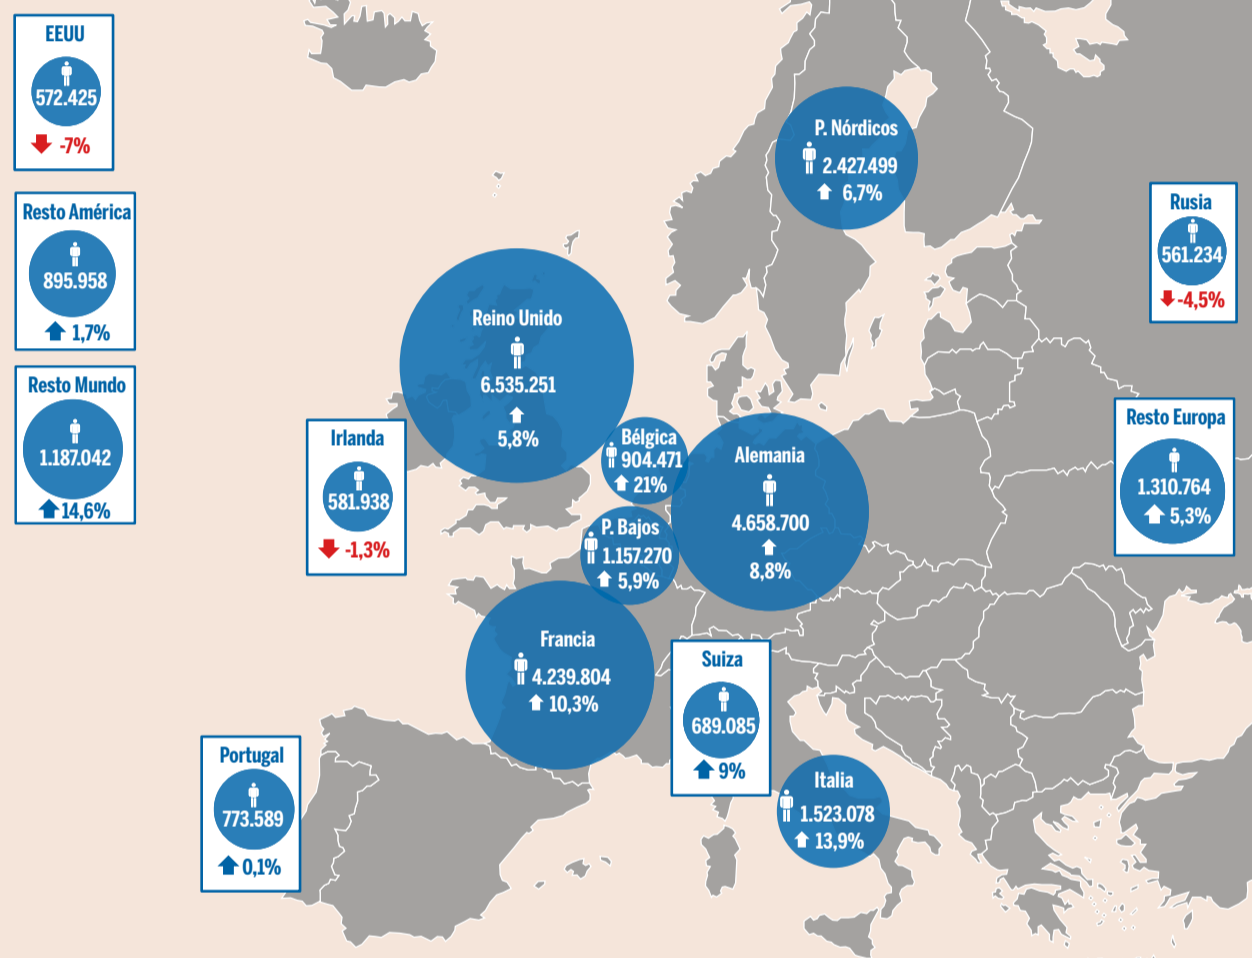 EEUU
572.425
-7%
Resto América
895.958
1,7%
Resto Mundo
1.187.042
14,6%
P. Nórdicos
2.427.499
6,7%
Rusia
561.234
-4,5%
Reino Unido
6.535.251
5,8%
Irlanda
581.938
-1,3%
Bélgica
904.471
21%
Alemania
4.658.700
8,8%
Resto Europa
1.310.764
5,3%
P. Bajos
1.157.270
5,9%
Francia
4.239.804
10,3%
Suiza
689.085
9%
Portugal
773.589
0,1%
Italia
1.523.078
13,9%